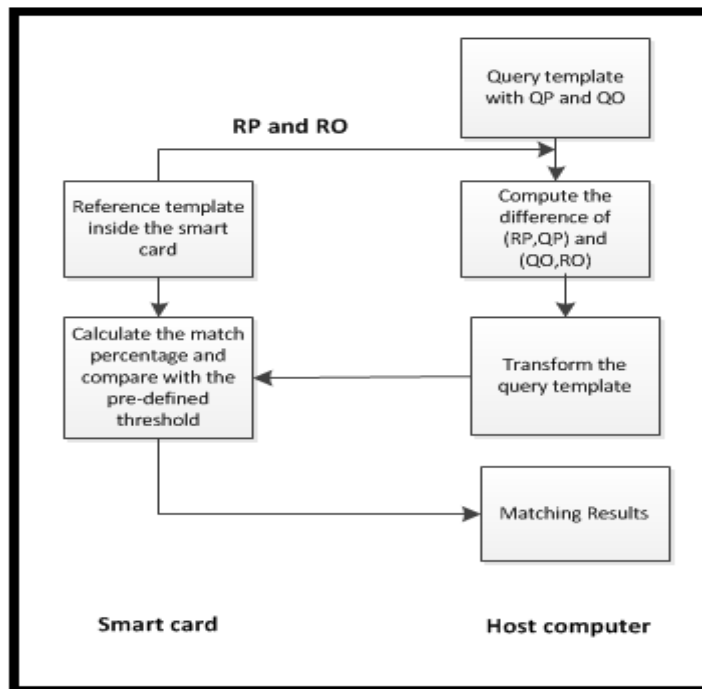 Query template
with QP and QO
RP and RO
Reference template
inside the smart
card
Compute the
difference of
(RP,QP) and
(QO,RO)
Calculate the match
percentage and
compare with the
pre-defined
threshold
Transform the
query template
Matching Results
Smart card
Host computer